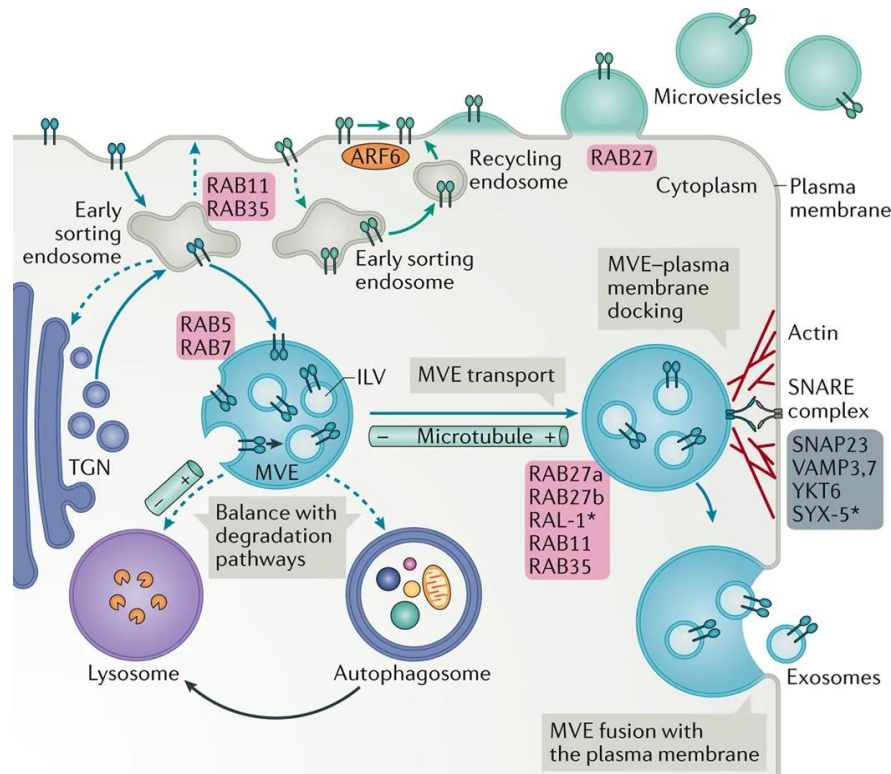 Microvesicles
ARF6
Recycling
endosome
RAB27
Cytoplasm
Plasma
membrane
RAB11
RAB35
Early
sorting
endosome
Early sorting
endosome
MVE–plasma
membrane
docking
RAB5
RAB7
ILV
MVE transport
Actin
SNARE
complex
− Microtubule +
TGN
MVE
SNAP23
VAMP3,7
YKT6
SYX-5*
RAB27a
RAB27b
RAL-1*
RAB11
RAB35
+
−
Balance with
degradation
pathways
Lysosome
Autophagosome
Exosomes
MVE fusion with
the plasma membrane